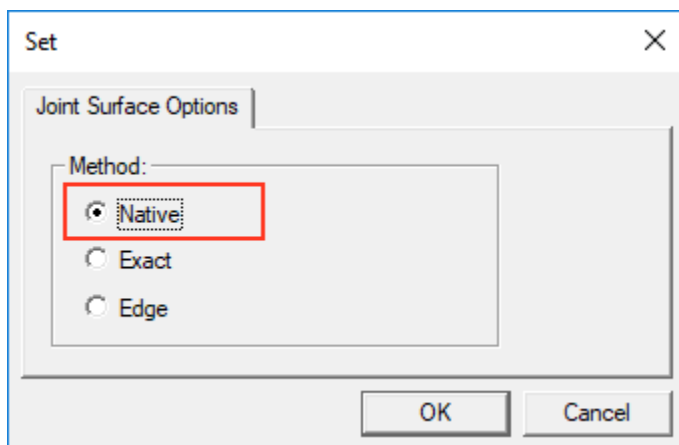 Set
Joint Surface Options
Method:
Native
Exact
Edge
OK
Cancel